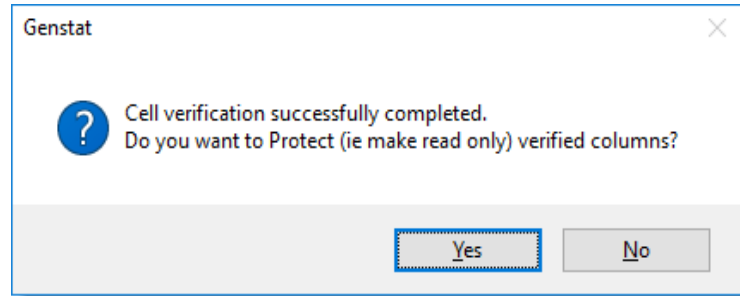 Genstat
Cell verification successfully completed.
Do you want to Protect (ie make read only) verified columns?
Yes
No